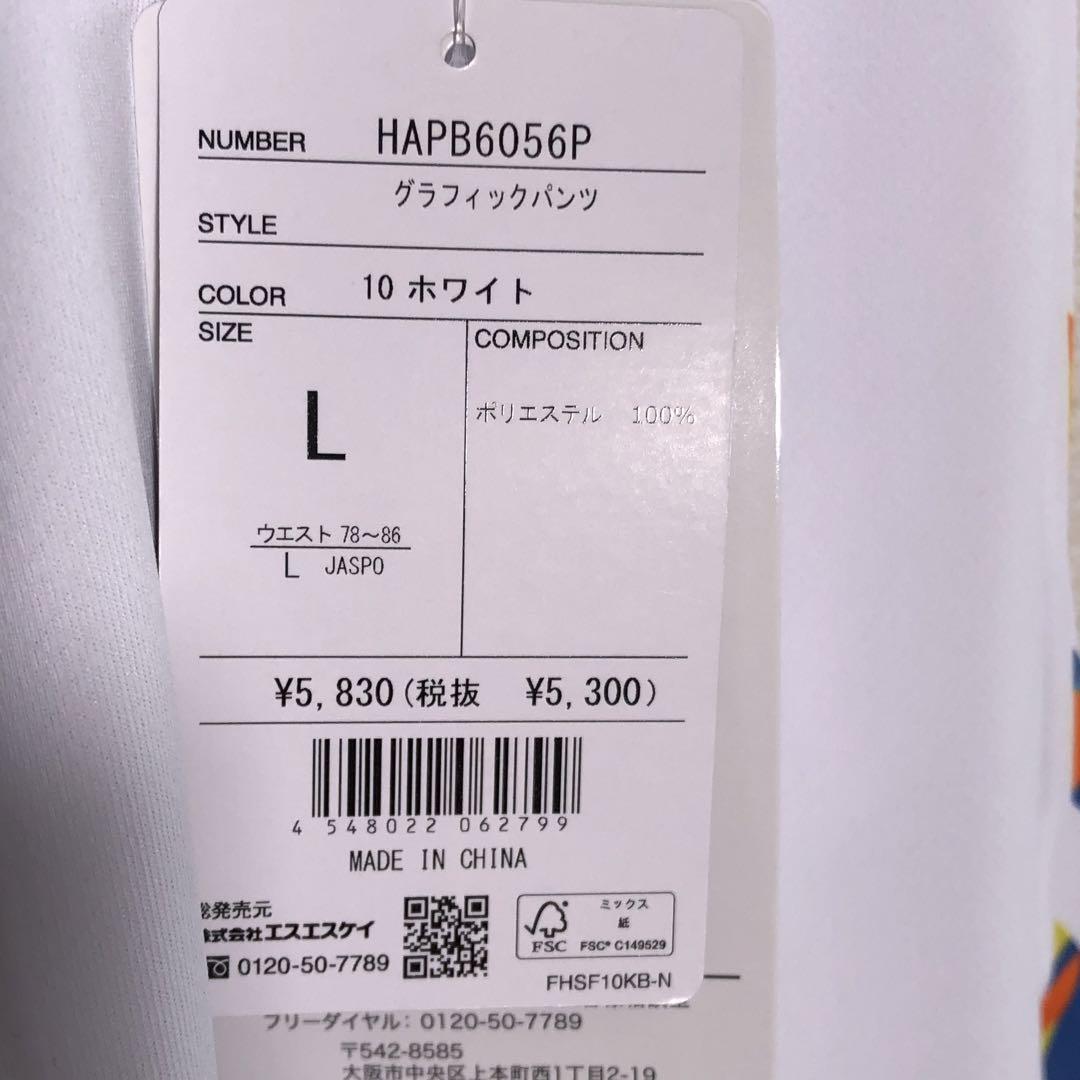 NUMBER HAPB6056P
グラフィックパンツ
STYLE
COLOR 10 ホワイト
SIZE
COMPOSITION
L
ポリエステル 100%
ウエスト 78～86
L JASPO
¥5,830(税抜 ¥5,300)
4 548022 062799
MADE IN CHINA
総発売元
株式会社エスエスケイ
0120-50-7789
ミックス
紙
FSC
FSC® C149529
FHSF10KB-N
フリーダイヤル: 0120-50-7789
〒542-8585
大阪市中央区上本町西1丁目2-19